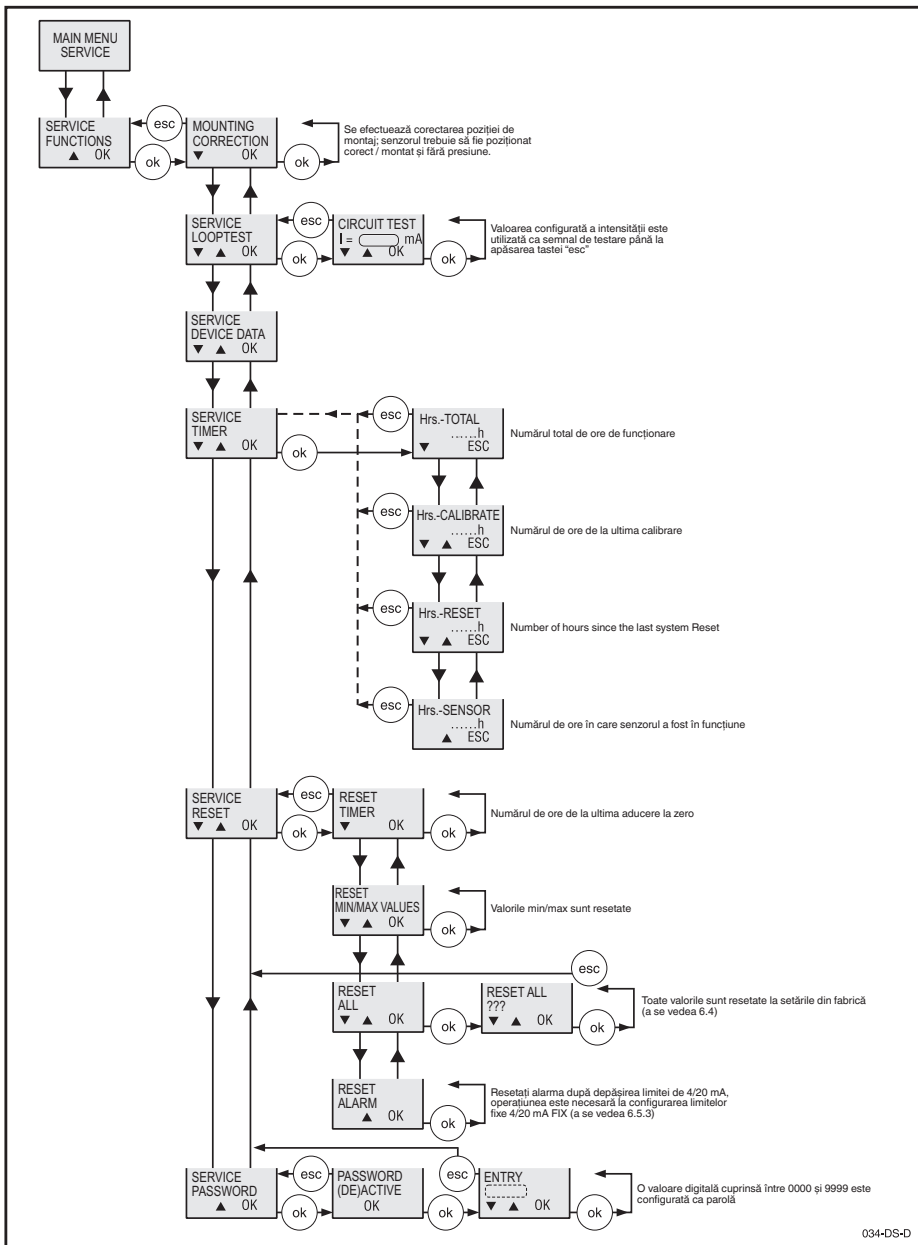 MAIN MENU
SERVICE
SERVICE
FUNCTIONS
▲ OK
esc
ok
MOUNTING
CORRECTION
▼ OK
ok
Se efectuează corectarea poziției de
montaj; senzorul trebuie să fie poziționat
corect / montat și fără presiune.
SERVICE
LOOPTEST
▼ ▲ OK
esc
ok
CIRCUIT TEST
I = mA
▼ ▲ OK
ok
Valoarea configurată a intensității este
utilizată ca semnal de testare până la
apăsarea tastei "esc"
SERVICE
DEVICE DATA
▼ ▲ OK
SERVICE
TIMER
▼ ▲ OK
ok
esc
Hrs.-TOTAL
......h
▼ ESC
Numărul total de ore de funcționare
esc
Hrs.-CALIBRATE
......h
▼ ▲ ESC
Numărul de ore de la ultima calibrare
esc
Hrs.-RESET
......h
▼ ▲ ESC
Number of hours since the last system Reset
esc
Hrs.-SENSOR
......h
▲ ESC
Numărul de ore în care senzorul a fost în funcțiune
SERVICE
RESET
▼ ▲ OK
esc
ok
RESET
TIMER
▼ OK
ok
Numărul de ore de la ultima aducere la zero
RESET
MIN/MAX VALUES
▼ ▲ OK
ok
Valorile min/max sunt resetate
esc
RESET
ALL
▼ ▲ OK
ok
RESET ALL
???
▼ ▲ OK
ok
Toate valorile sunt resetate la setările din fabrică
(a se vedea 6.4)
RESET
ALARM
▲ OK
ok
Resetați alarma după depășirea limitei de 4/20 mA,
operațiunea este necesară la configurarea limitelor
fixe 4/20 mA FIX (a se vedea 6.5.3)
SERVICE
PASSWORD
▲ OK
esc
ok
PASSWORD
(DE)ACTIVE
OK
esc
ok
ENTRY
▼ ▲ OK
ok
O valoare digitală cuprinsă între 0000 și 9999 este
configurată ca parolă
034-DS-D